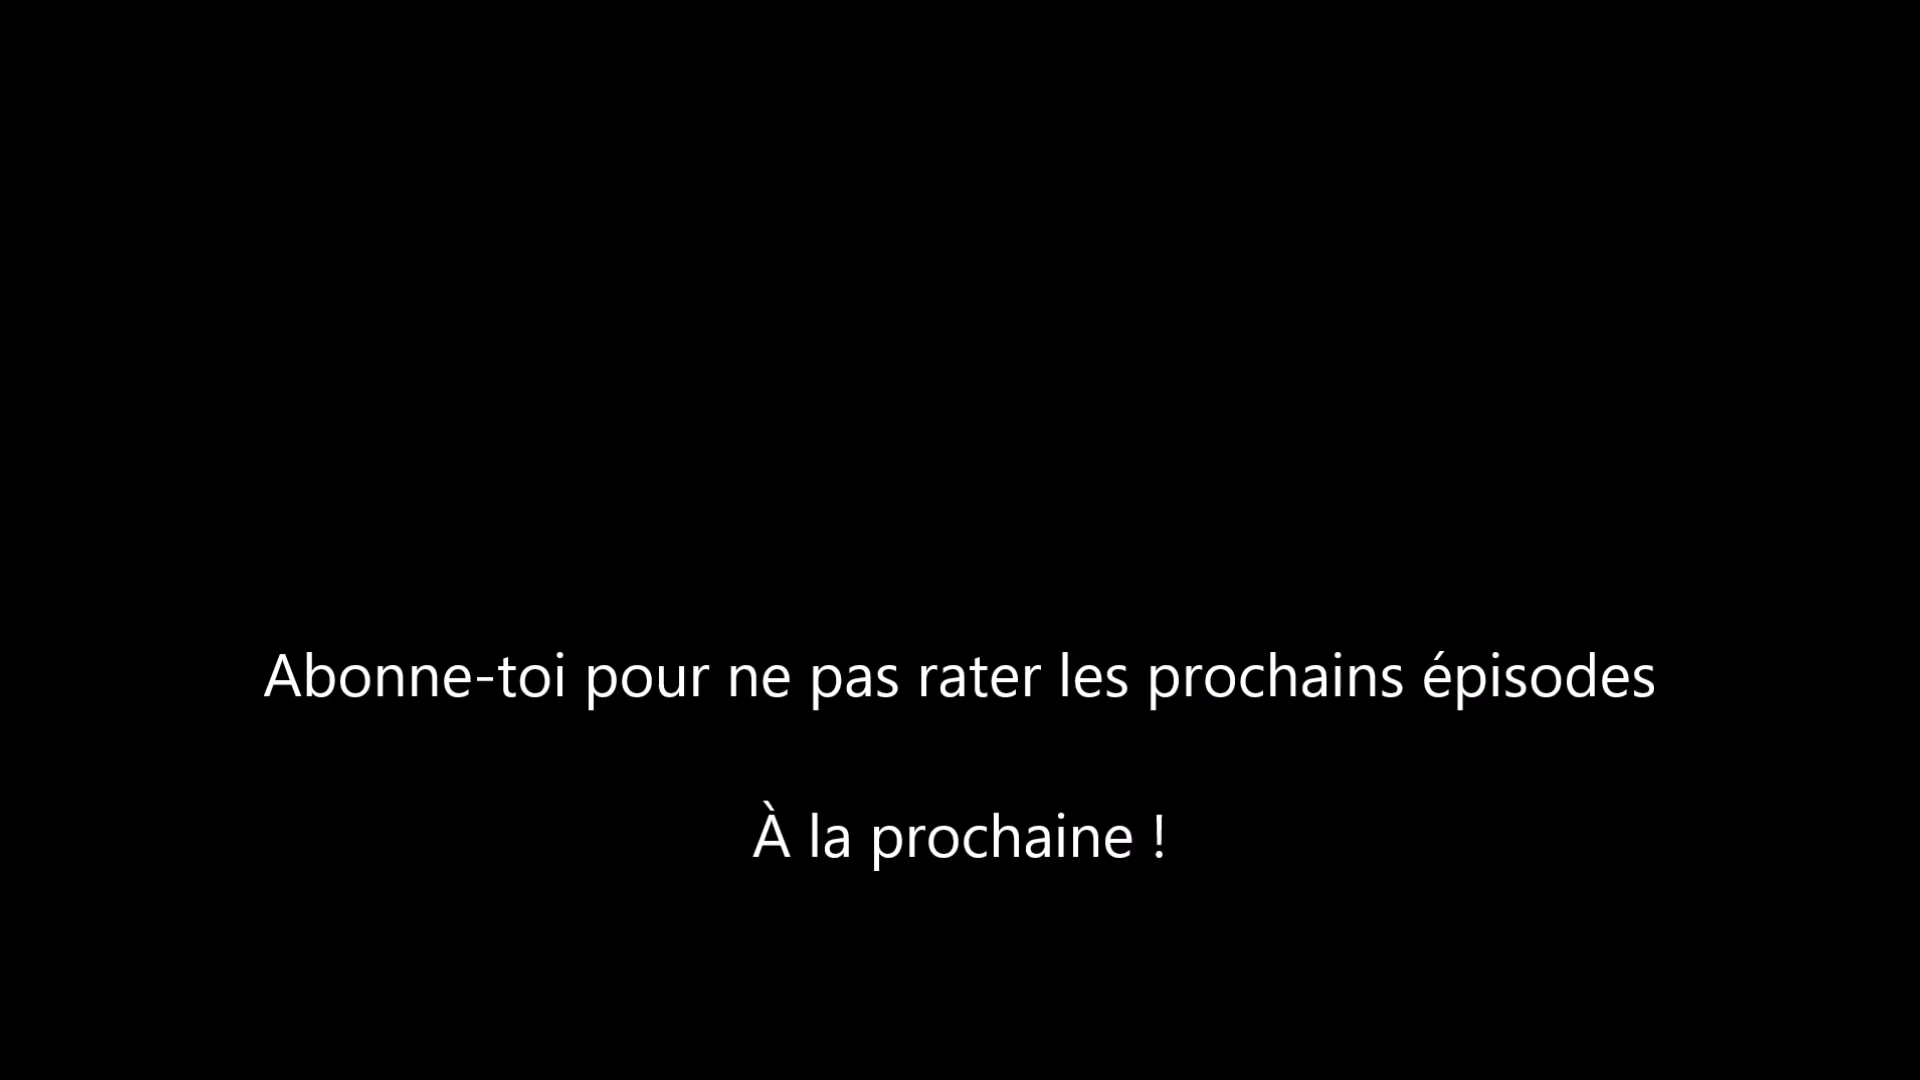 Abonne-toi pour ne pas rater les prochains épisodes
À la prochaine !